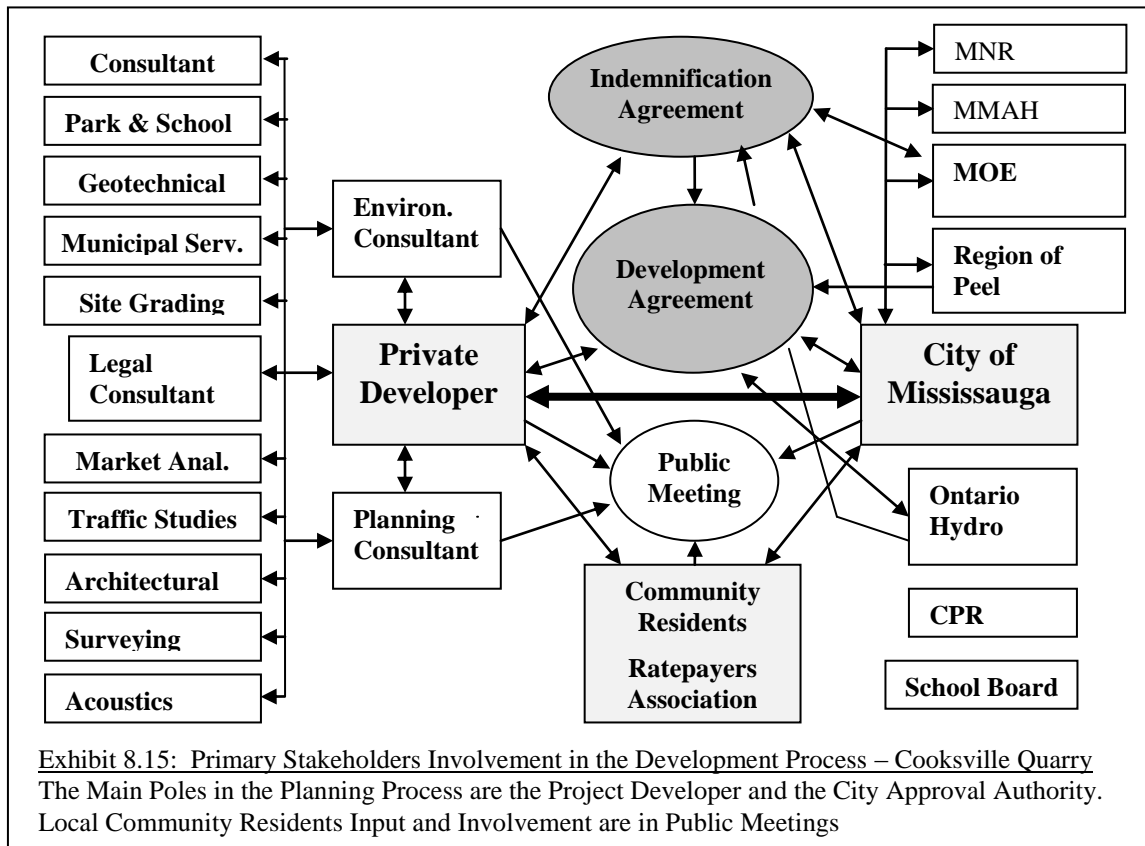 Consultant
Park & School
Geotechnical
Municipal Serv.
Site Grading
Legal
Consultant
Market Anal.
Traffic Studies
Architectural
Surveying
Acoustics
Environ.
Consultant
Private
Developer
Planning
Consultant
Indemnification
Agreement
Development
Agreement
Public
Meeting
Community
Residents
Ratepayers
Association
MNR
MMAH
MOE
Region of
Peel
City of
Mississauga
Ontario
Hydro
CPR
School Board
Exhibit 8.15: Primary Stakeholders Involvement in the Development Process – Cooksville Quarry
The Main Poles in the Planning Process are the Project Developer and the City Approval Authority.
Local Community Residents Input and Involvement are in Public Meetings